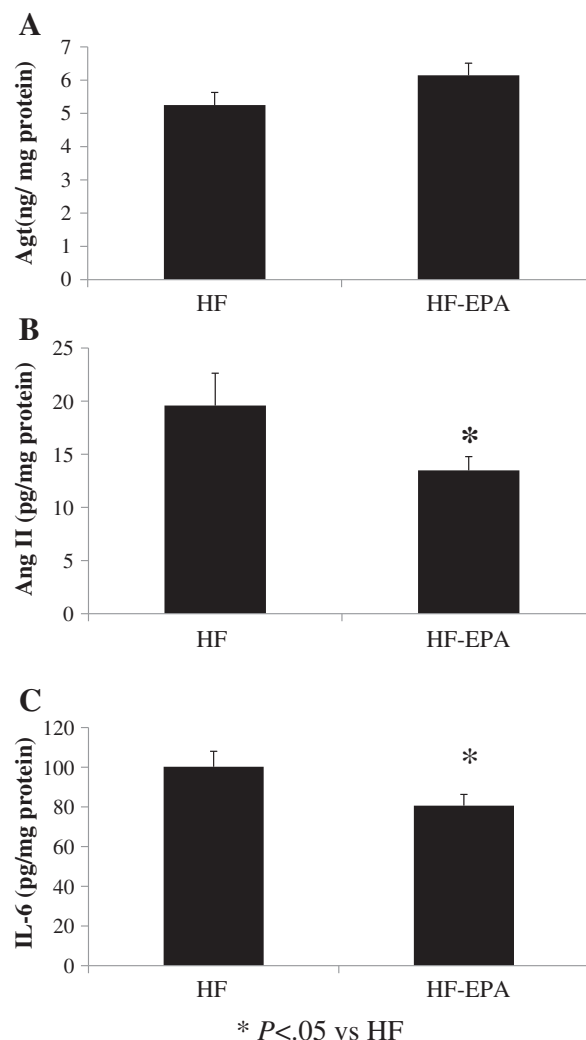 A
7
6
5
4
3
2
1
0
Agt(ng/ mg protein)
HF
HF-EPA
B
25
20
15
10
5
0
Ang II (pg/mg protein)
*
HF
HF-EPA
C
120
100
80
60
40
20
0
IL-6 (pg/mg protein)
*
HF
HF-EPA
* P<.05 vs HF